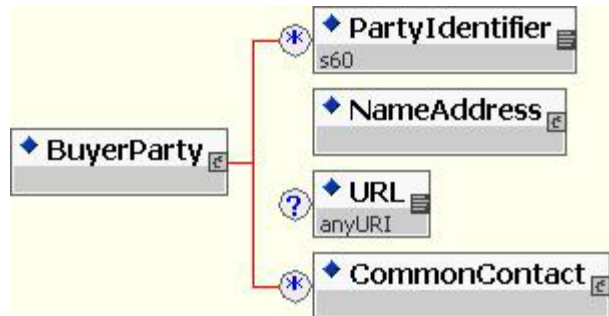 PartyIdentifier
s60
NameAddress
BuyerParty
URL
?
anyURI
CommonContact